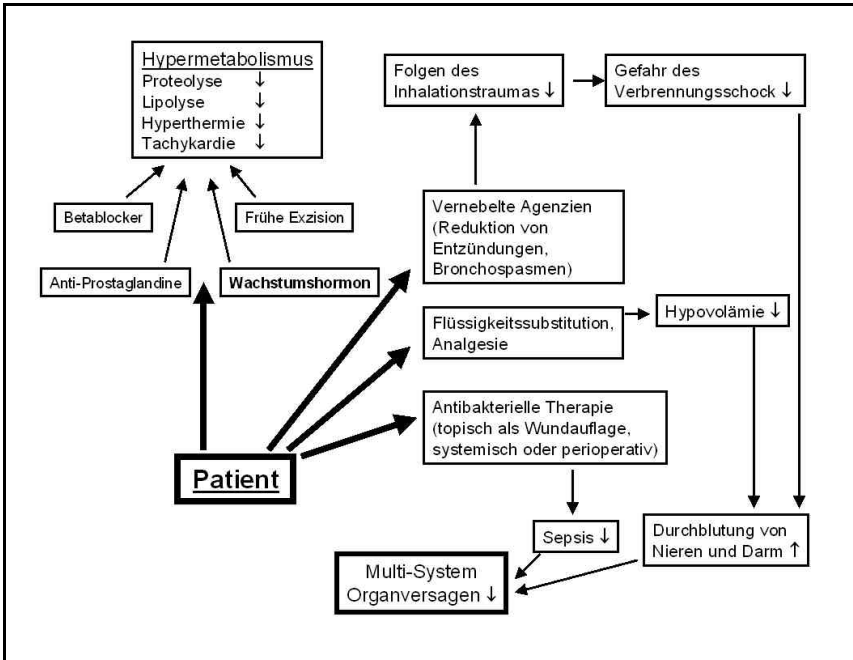 Hypermetabolismus
Proteolyse ↓
Lipolyse ↓
Hyperthermie ↓
Tachykardie ↓
Betablocker
Frühe Exzision
Anti-Prostaglandine
Wachstumshormon
Patient
Folgen des
Inhalationstraumas ↓
Gefahr des
Verbrennungsschock ↓
Vernebelte Agenzien
(Reduktion von
Entzündungen,
Bronchospasmen)
Flüssigkeitssubstitution,
Analgesie
Hypovolämie ↓
Antibakterielle Therapie
(topisch als Wundauflage,
systemisch oder perioperativ)
Sepsis ↓
Durchblutung von
Nieren und Darm ↑
Multi-System
Organversagen ↓